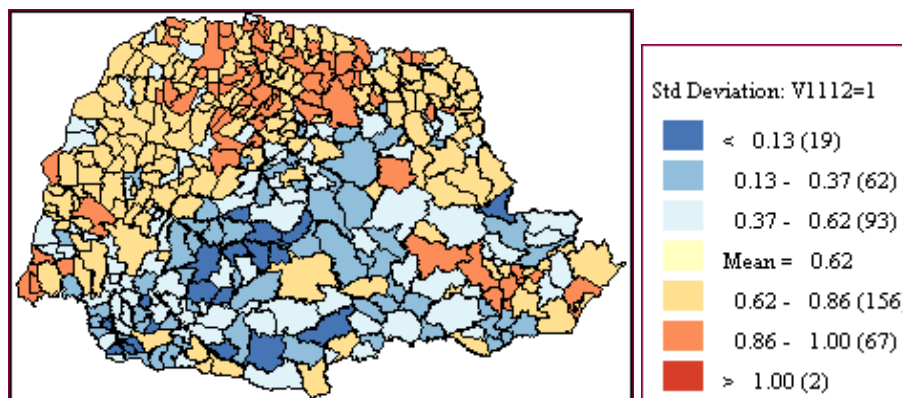 Std Deviation: V1112=1
< 0.13 (19)
0.13 - 0.37 (62)
0.37 - 0.62 (93)
Mean = 0.62
0.62 - 0.86 (156)
0.86 - 1.00 (67)
> 1.00 (2)